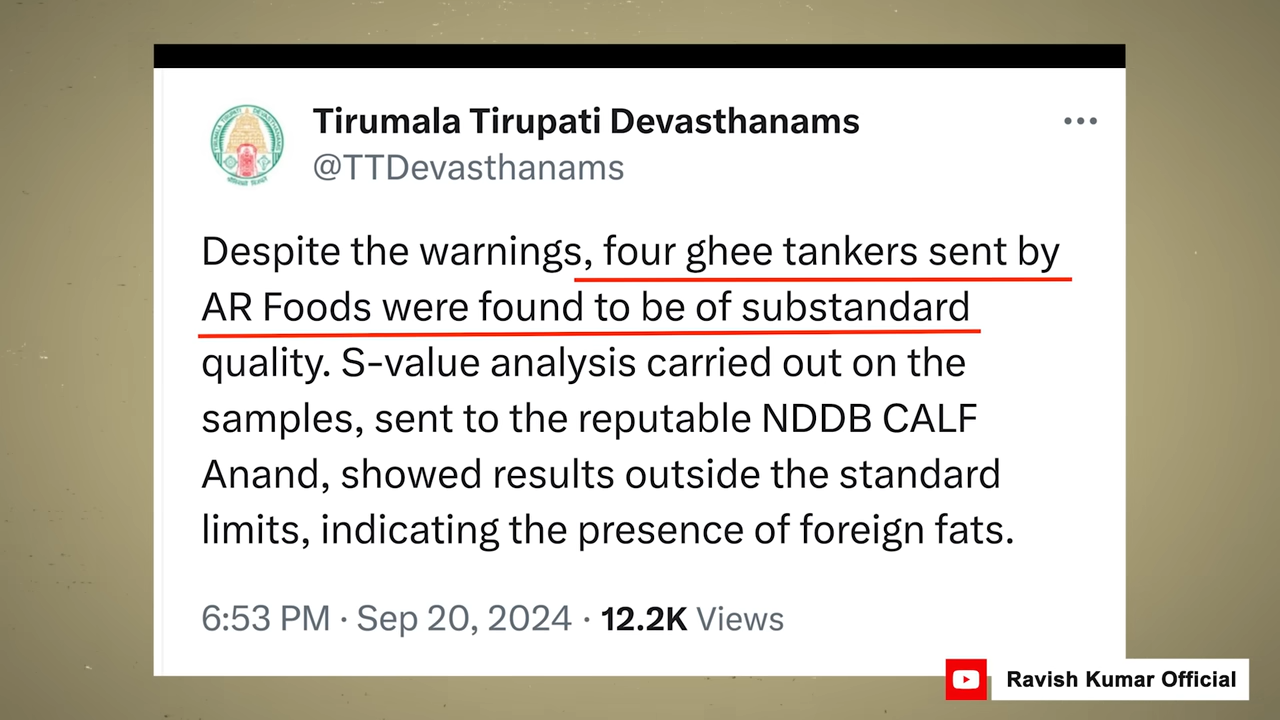 Tirumala Tirupati Devasthanams
@TTDevasthanams
Despite the warnings, four ghee tankers sent by
AR Foods were found to be of substandard
quality. S-value analysis carried out on the
samples, sent to the reputable NDDB CALF
Anand, showed results outside the standard
limits, indicating the presence of foreign fats.
6:53 PM · Sep 20, 2024 · 12.2K Views
Ravish Kumar Official